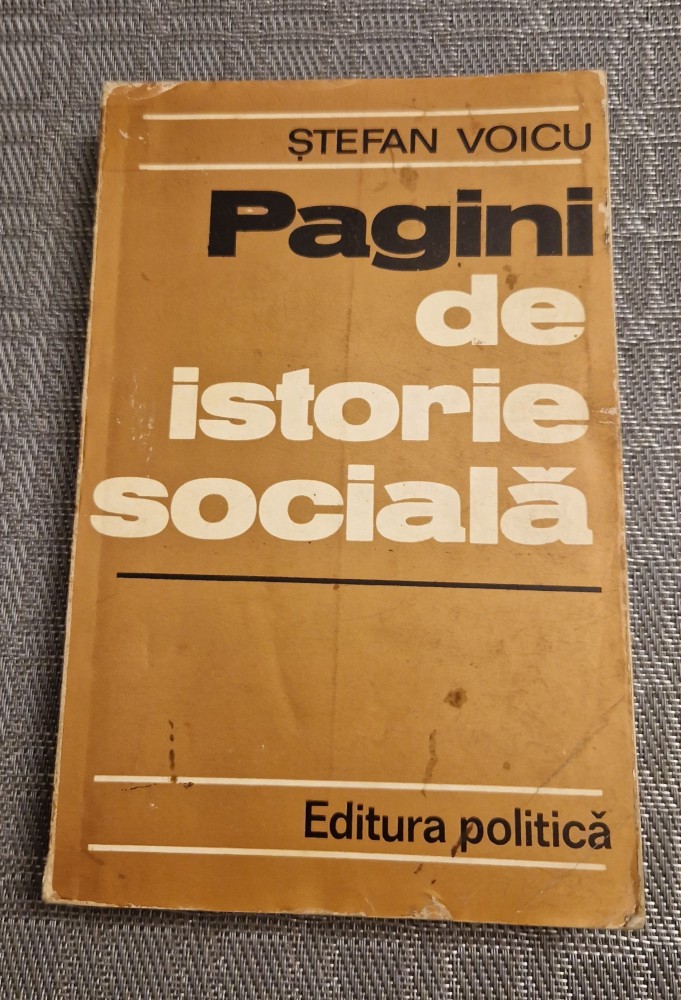 ȘTEFAN VOICU
Pagini
de
istorie
socială
Editura politică